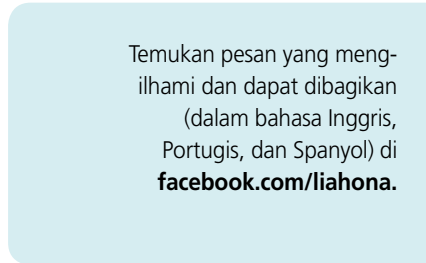 Temukan pesan yang meng-
ilhami dan dapat dibagikan
(dalam bahasa Inggris,
Portugis, dan Spanyol) di
facebook.com/liahona.